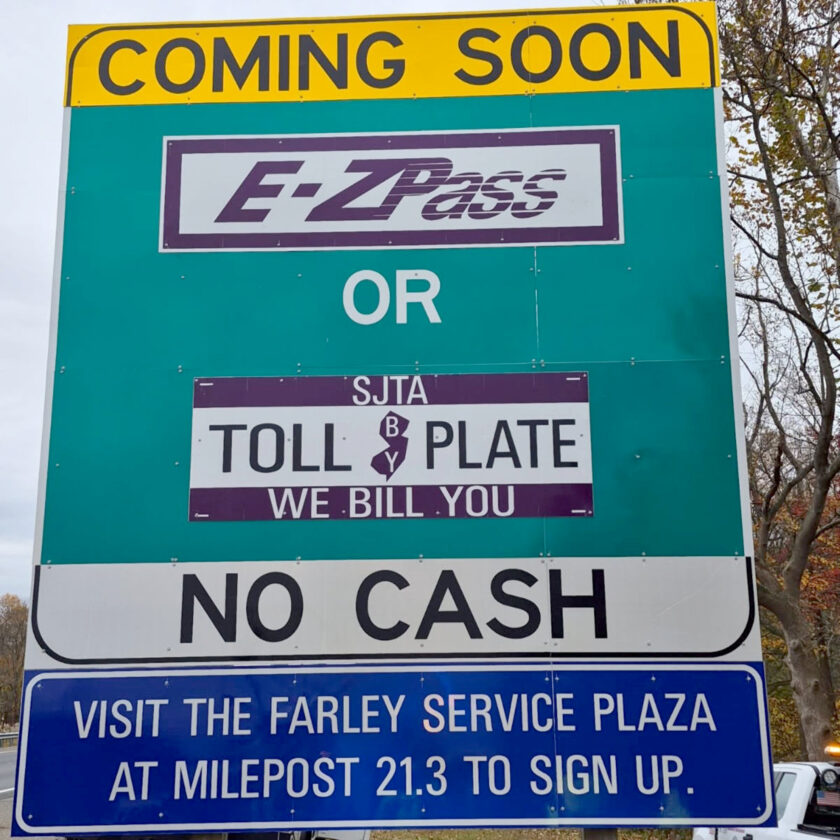 COMING SOON
E-ZPass
OR
SJTA
TOLL BY PLATE
WE BILL YOU
NO CASH
VISIT THE FARLEY SERVICE PLAZA
AT MILEPOST 21.3 TO SIGN UP.